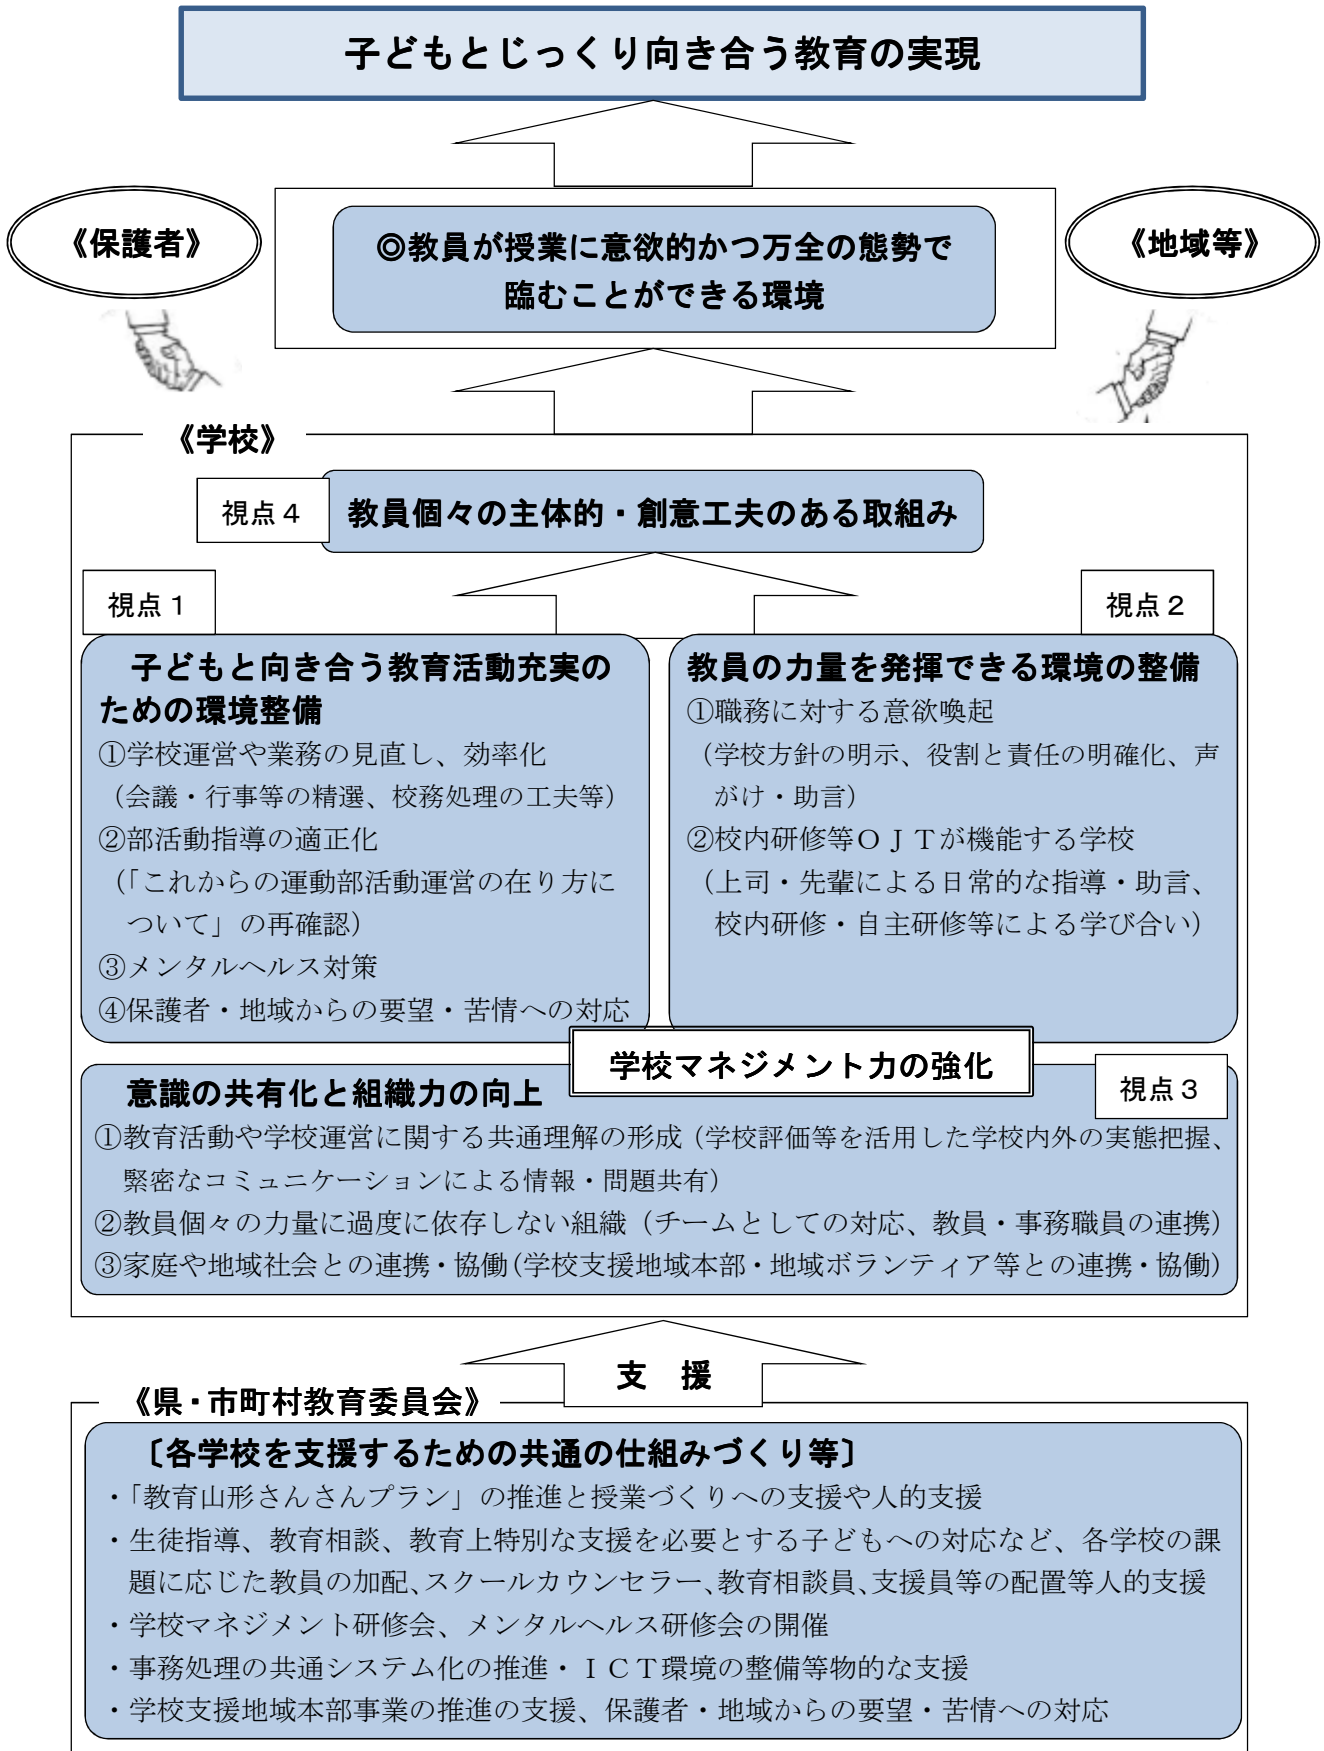 子どもとじっくり向き合う教育の実現
《保護者》
◎教員が授業に意欲的かつ万全の態勢で
臨むことができる環境
《地域等》
《学校》
視点４
教員個々の主体的・創意工夫のある取組み
視点１
子どもと向き合う教育活動充実の
ための環境整備
①学校運営や業務の見直し、効率化
（会議・行事等の精選、校務処理の工夫等）
②部活動指導の適正化
（「これからの運動部活動運営の在り方に
ついて」の再確認）
③メンタルヘルス対策
④保護者・地域からの要望・苦情への対応
視点２
教員の力量を発揮できる環境の整備
①職務に対する意欲喚起
（学校方針の明示、役割と責任の明確化、声
がけ・助言）
②校内研修等ＯＪＴが機能する学校
（上司・先輩による日常的な指導・助言、
校内研修・自主研修等による学び合い）
学校マネジメント力の強化
視点３
意識の共有化と組織力の向上
①教育活動や学校運営に関する共通理解の形成（学校評価等を活用した学校内外の実態把握、
緊密なコミュニケーションによる情報・問題共有）
②教員個々の力量に過度に依存しない組織（チームとしての対応、教員・事務職員の連携）
③家庭や地域社会との連携・協働（学校支援地域本部・地域ボランティア等との連携・協働）
支　援
《県・市町村教育委員会》
〔各学校を支援するための共通の仕組みづくり等〕
・「教育山形さんさんプラン」の推進と授業づくりへの支援や人的支援
・生徒指導、教育相談、教育上特別な支援を必要とする子どもへの対応など、各学校の課
題に応じた教員の加配、スクールカウンセラー、教育相談員、支援員等の配置等人的支援
・学校マネジメント研修会、メンタルヘルス研修会の開催
・事務処理の共通システム化の推進・ＩＣＴ環境の整備等物的な支援
・学校支援地域本部事業の推進の支援、保護者・地域からの要望・苦情への対応